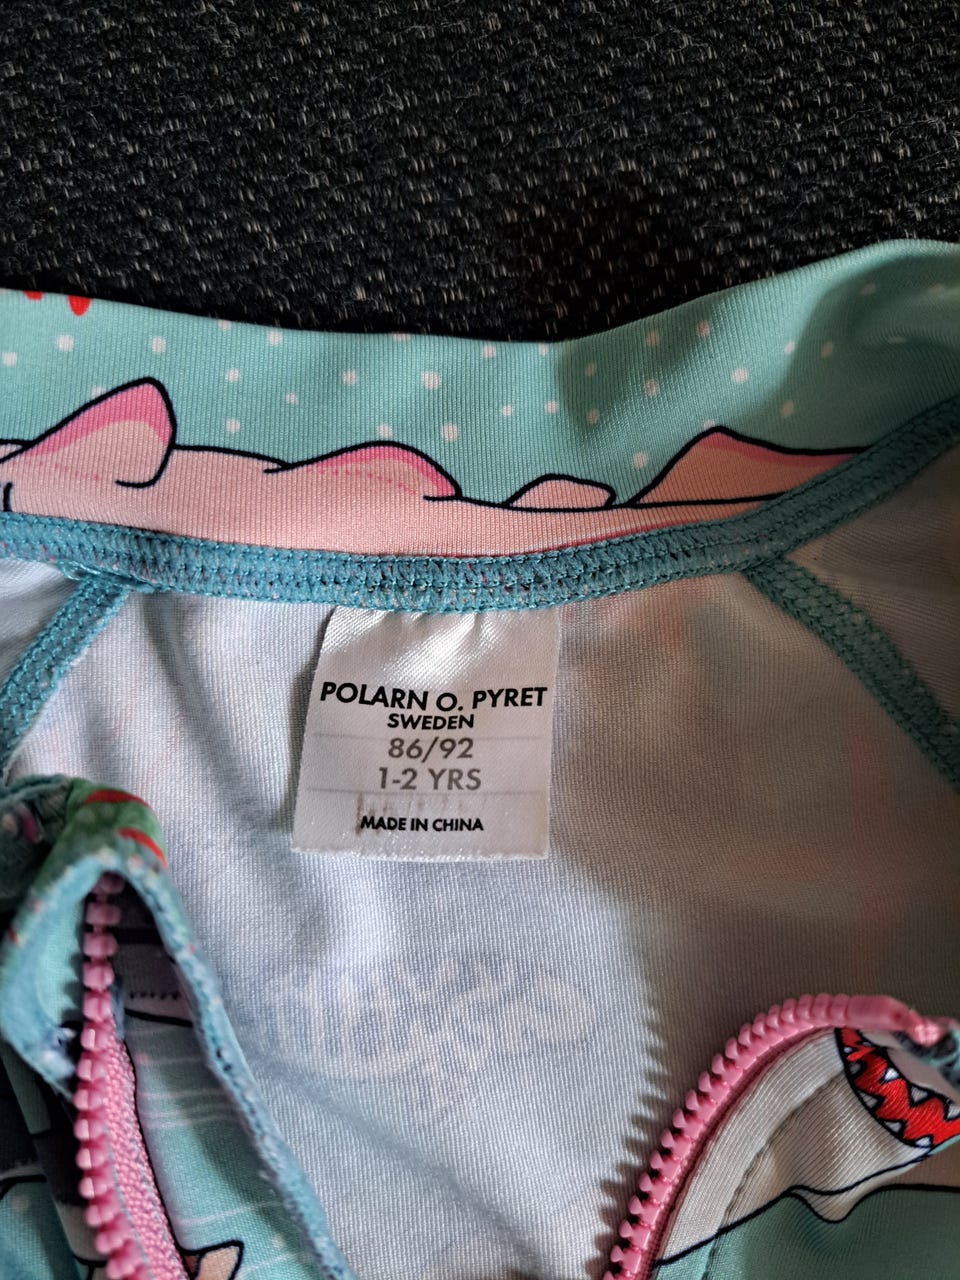 POLARN O. PYRET
SWEDEN
86/92
1-2 YRS
MADE IN CHINA